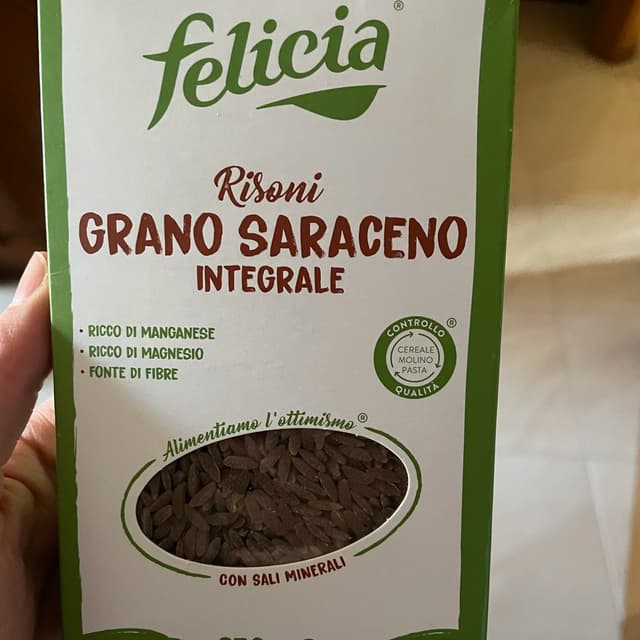 felicia®
Risoni
GRANO SARACENO
INTEGRALE
• RICCO DI MANGANESE
• RICCO DI MAGNESIO
• FONTE DI FIBRE
CONTROLLO ®
CEREALE
MOLINO
PASTA
QUALITÀ
Alimentiamo l'ottimismo®
CON SALI MINERALI